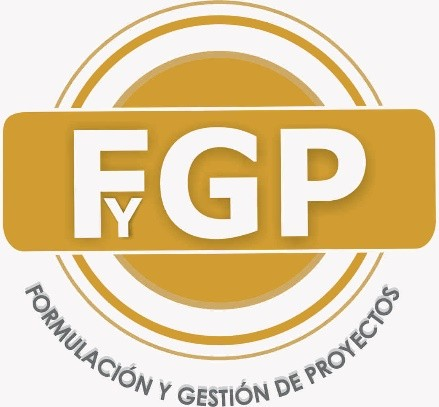 FYGP
FORMULACIÓN Y GESTIÓN DE PROYECTOS